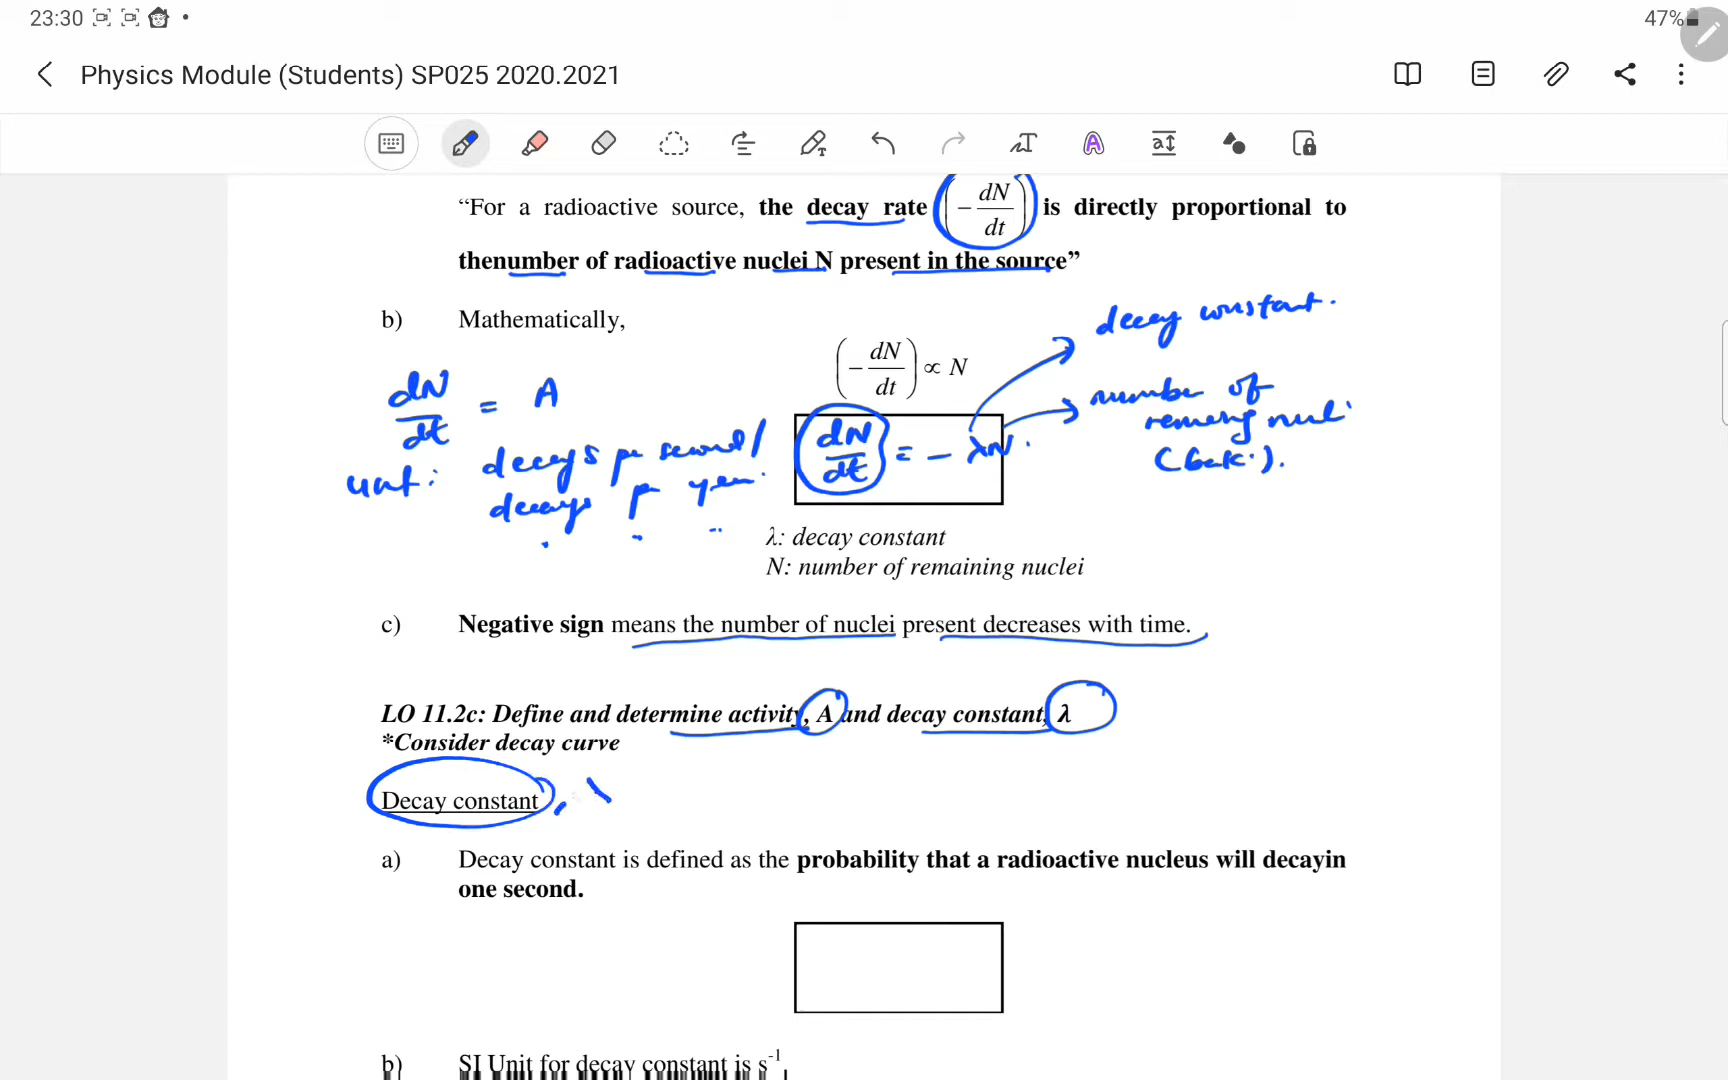 23:30
47%
Physics Module (Students) SP025 2020.2021
“For a radioactive source, the decay rate (−dN/dt) is directly proportional to
thenumber of radioactive nuclei N present in the source”
b) Mathematically,
(−dN/dt) ∝ N
decay constant.
dN/dt = A
number of
dN/dt = − λN.
unit: decays per second/
decays per year.
λ: decay constant
N: number of remaining nuclei
c) Negative sign means the number of nuclei present decreases with time.
LO 11.2c: Define and determine activity, A and decay constant, λ
*Consider decay curve
Decay constant,
a) Decay constant is defined as the probability that a radioactive nucleus will decayin
one second.
b) SI Unit for decay constant is s⁻¹